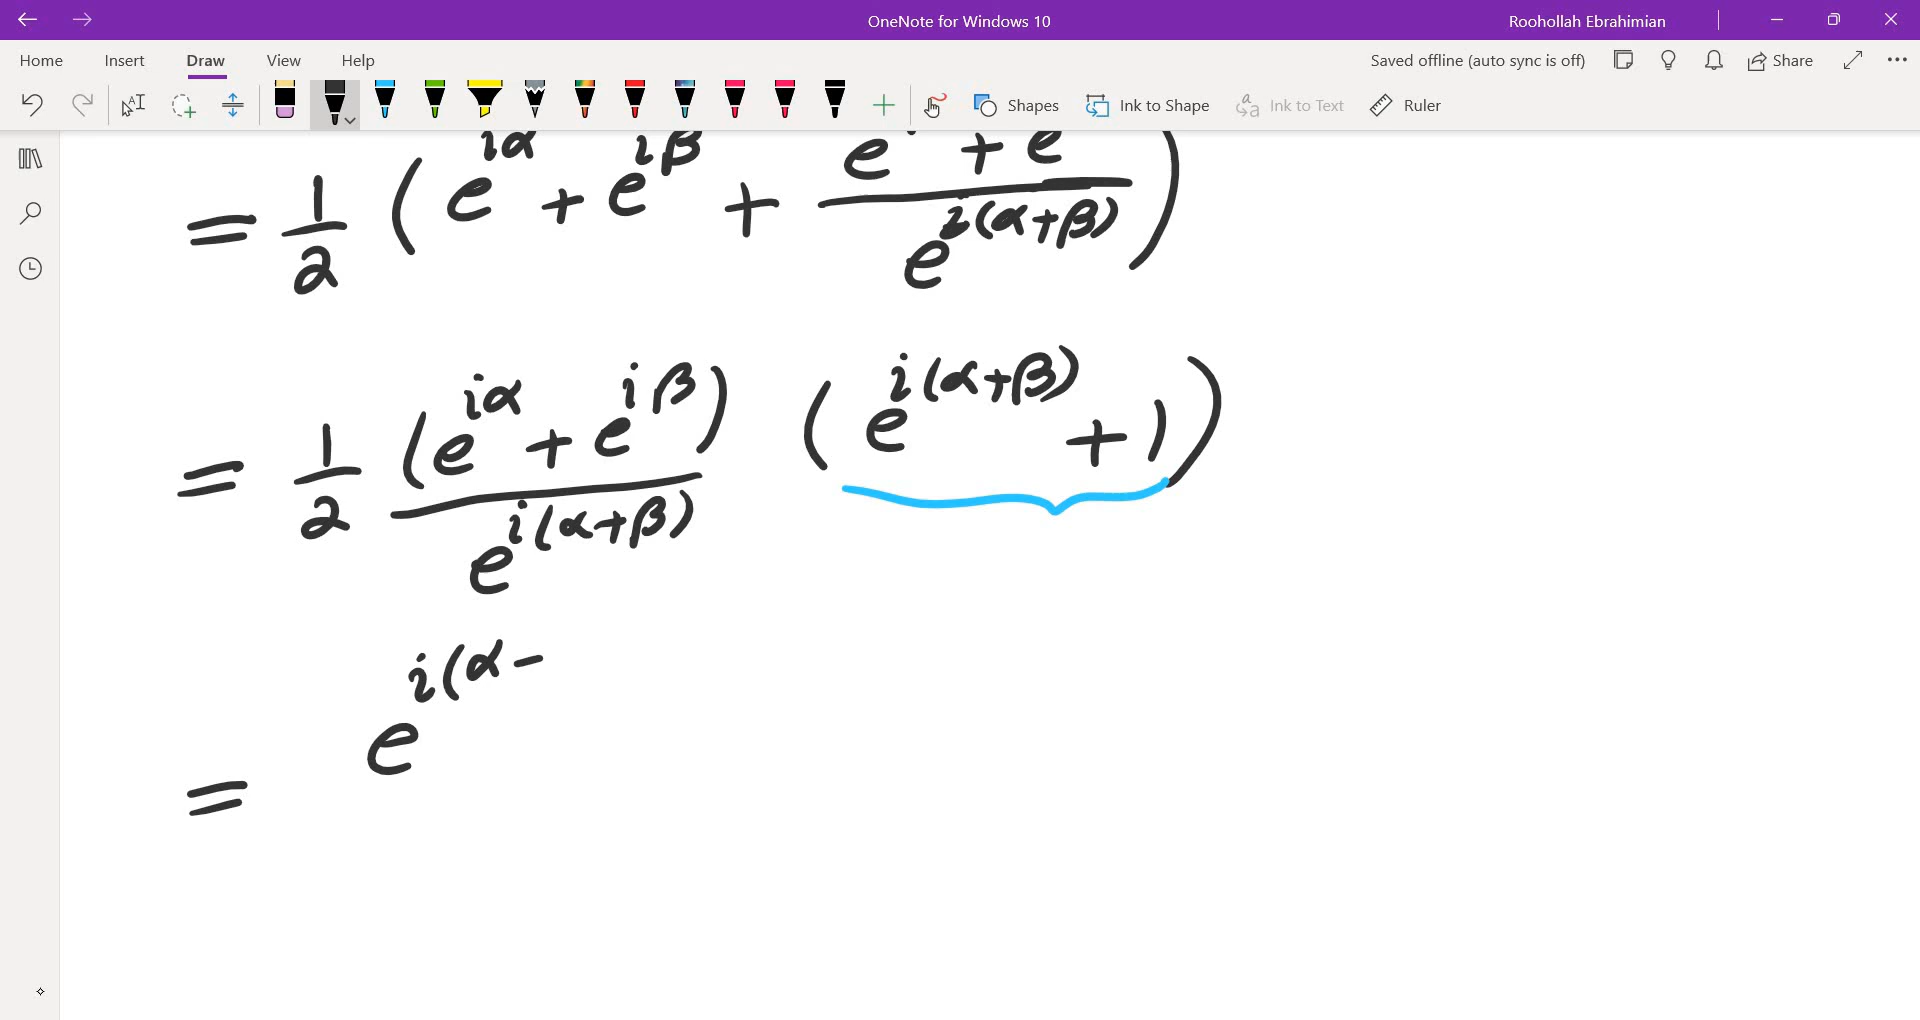 OneNote for Windows 10
Roohollah Ebrahimian
Home Insert Draw View Help
Saved offline (auto sync is off) Share
Shapes Ink to Shape Ink to Text Ruler
= 1/2 (e^{iα} + e^{iβ} + (e + e)/e^{i(α+β)})
= 1/2 (e^{iα} + e^{iβ})/e^{i(α+β)} (e^{i(α+β)} + 1)
= e^{i(α-